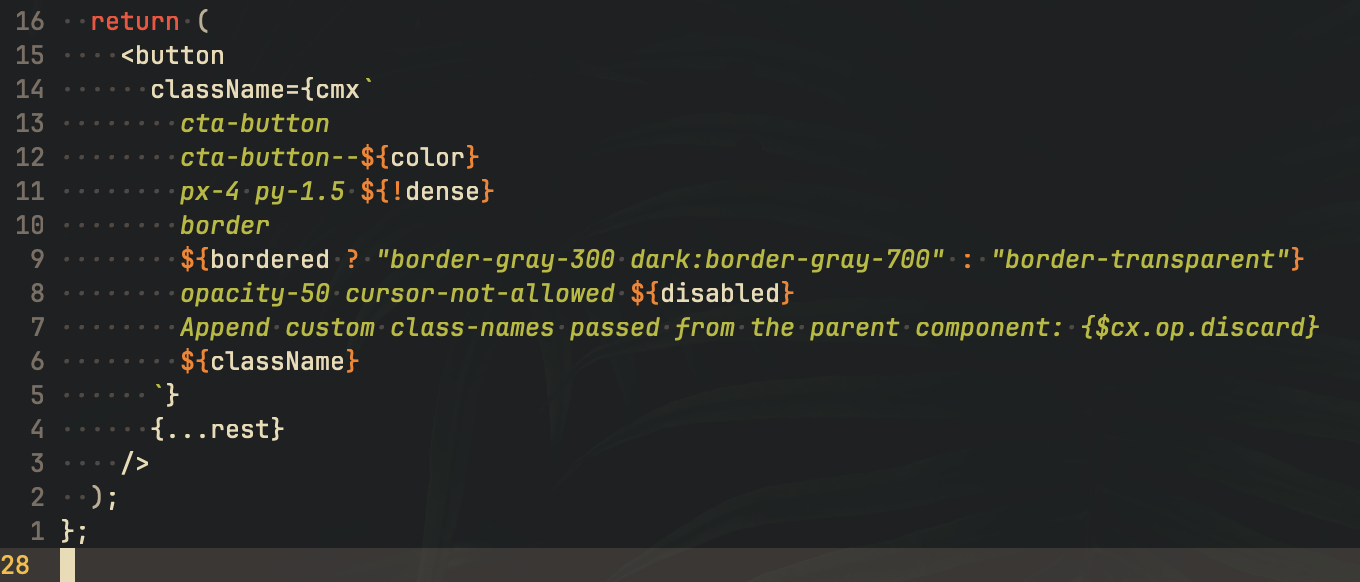 16   return (
15     <button
14       className={cmx`
13         cta-button
12         cta-button--${color}
11         px-4 py-1.5 ${!dense}
10         border
9         ${bordered ? "border-gray-300 dark:border-gray-700" : "border-transparent"}
8         opacity-50 cursor-not-allowed ${disabled}
7         Append custom class-names passed from the parent component: {$cx.op.discard}
6         ${className}
5       `}
4       {...rest}
3     />
2   );
1 };
28